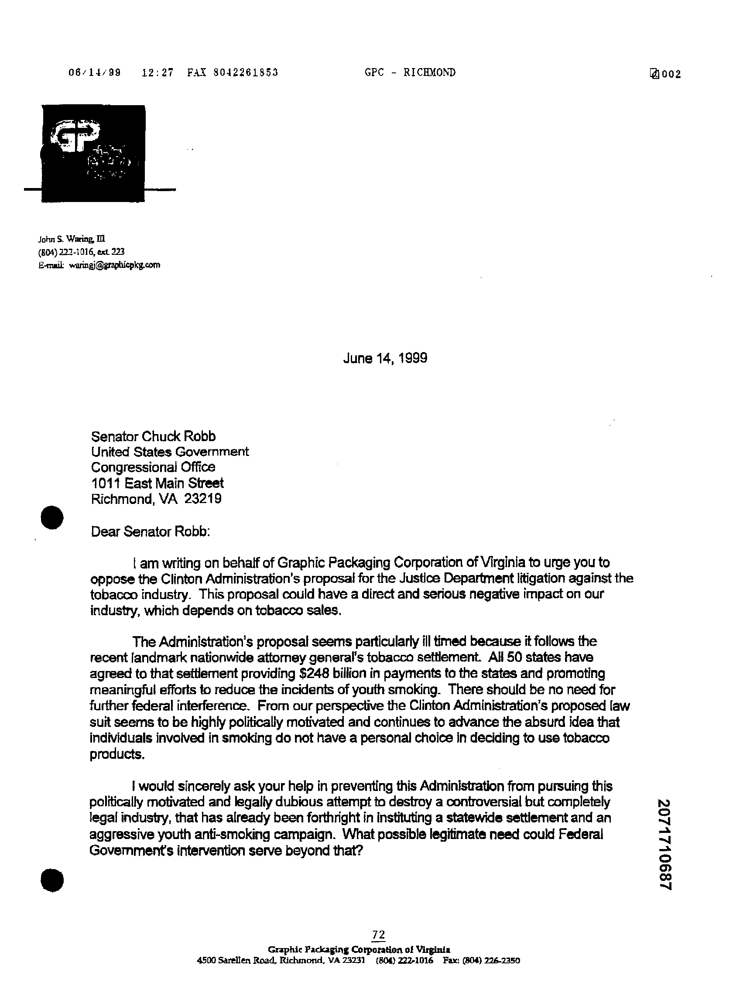 06/14/99 12:27 FAX 8042261853 GPC - RICHMOND 002
GP
John S. Waring, III
(804) 222-1016, ext. 223
E-mail: waringj@graphicpkg.com
June 14, 1999
Senator Chuck Robb
United States Government
Congressional Office
1011 East Main Street
Richmond, VA 23219
Dear Senator Robb:
I am writing on behalf of Graphic Packaging Corporation of Virginia to urge you to
oppose the Clinton Administration's proposal for the Justice Department litigation against the
tobacco industry. This proposal could have a direct and serious negative impact on our
industry, which depends on tobacco sales.
The Administration's proposal seems particularly ill timed because it follows the
recent landmark nationwide attorney general's tobacco settlement. All 50 states have
agreed to that settlement providing $248 billion in payments to the states and promoting
meaningful efforts to reduce the incidents of youth smoking. There should be no need for
further federal interference. From our perspective the Clinton Administration's proposed law
suit seems to be highly politically motivated and continues to advance the absurd idea that
individuals involved in smoking do not have a personal choice in deciding to use tobacco
products.
I would sincerely ask your help in preventing this Administration from pursuing this
politically motivated and legally dubious attempt to destroy a controversial but completely
legal industry, that has already been forthright in instituting a statewide settlement and an
aggressive youth anti-smoking campaign. What possible legitimate need could Federal
Government's intervention serve beyond that?
2071710687
72
Graphic Packaging Corporation of Virginia
4500 Sarellen Road, Richmond, VA 23231 (804) 222-1016 Fax: (804) 226-2350